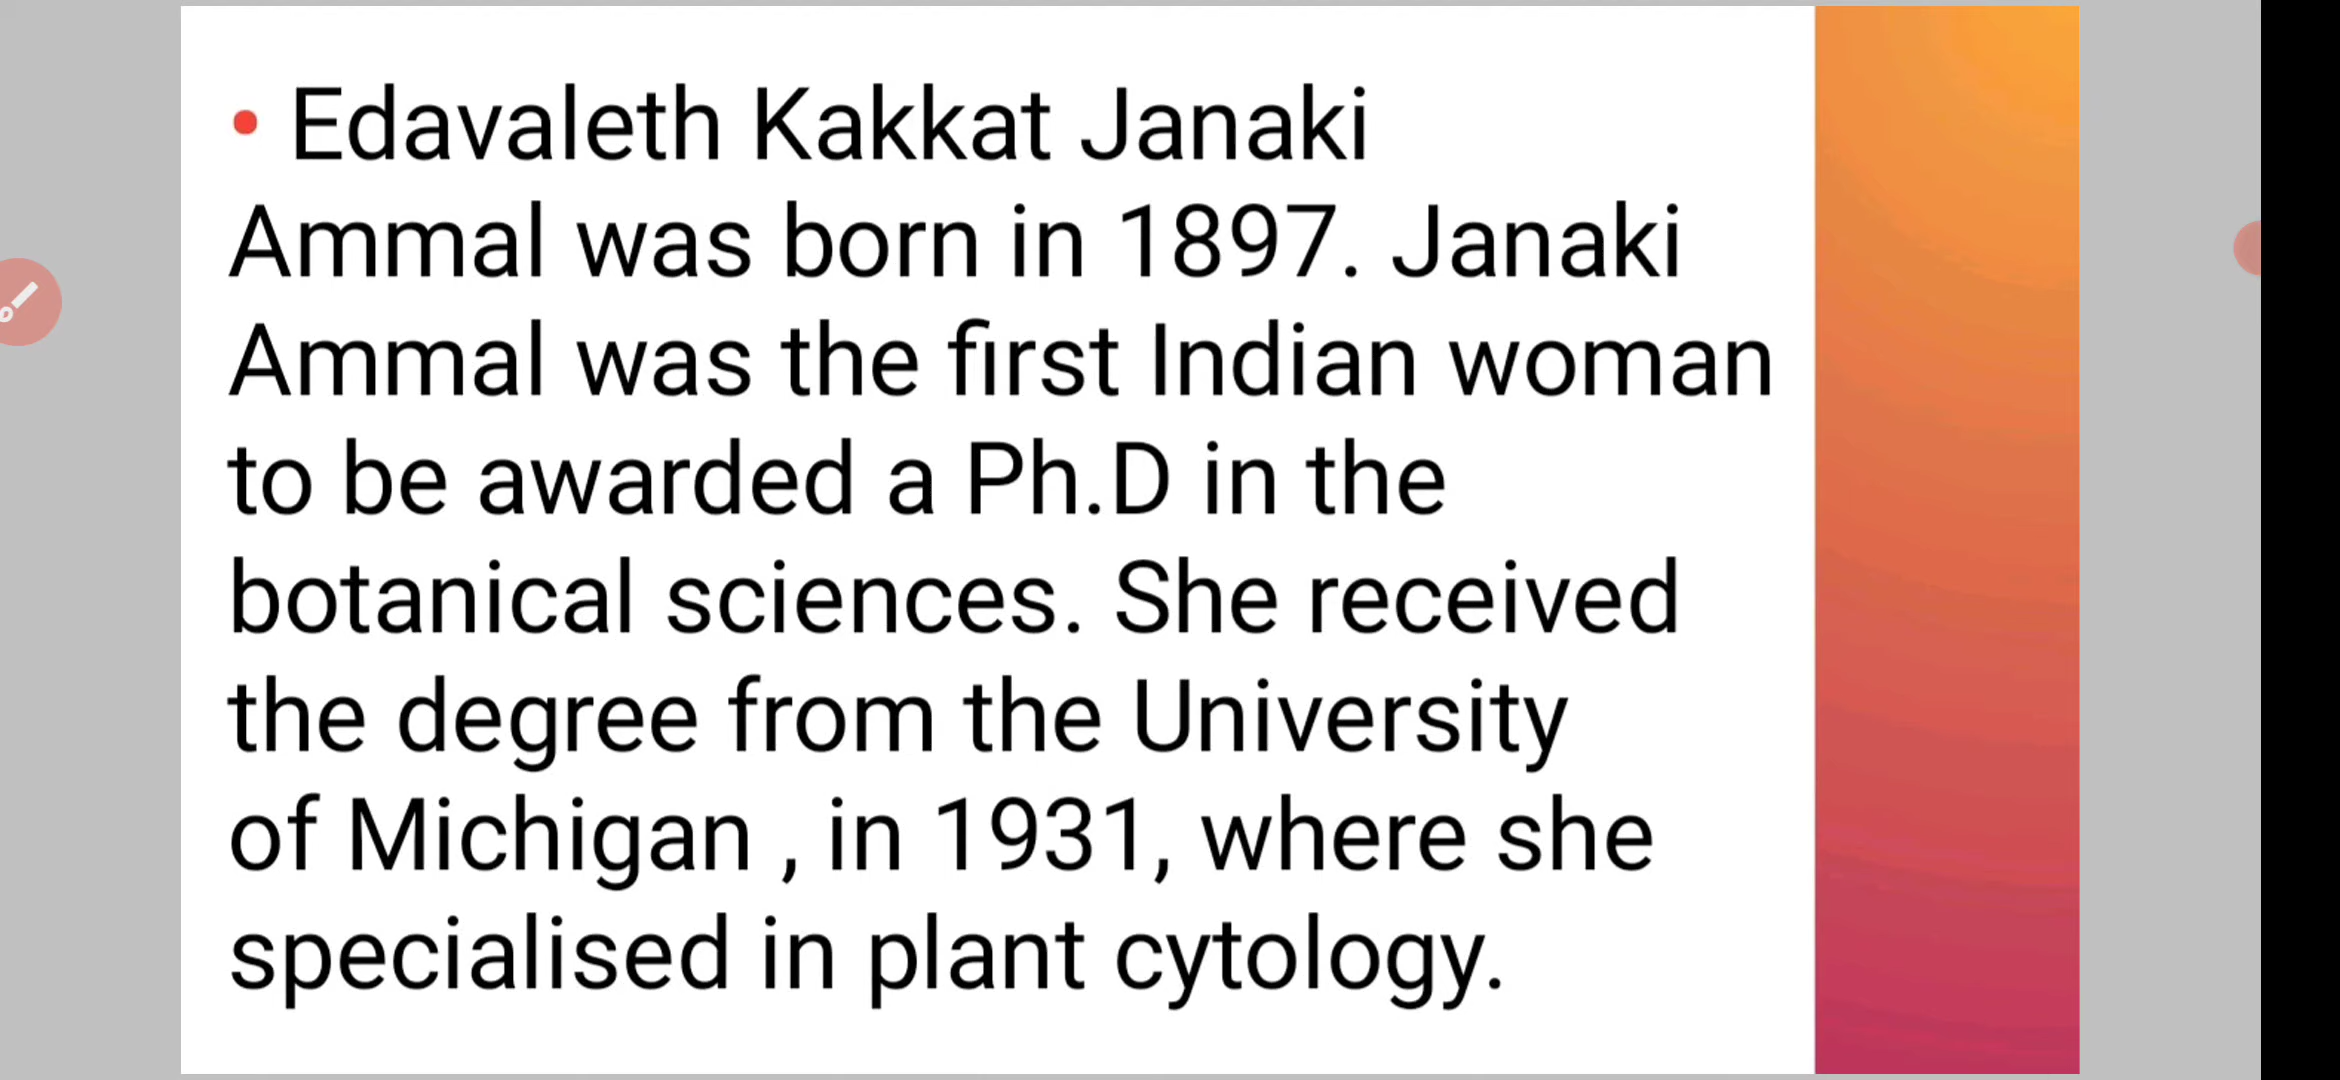 • Edavaleth Kakkat Janaki
Ammal was born in 1897. Janaki
Ammal was the first Indian woman
to be awarded a Ph.D in the
botanical sciences. She received
the degree from the University
of Michigan , in 1931, where she
specialised in plant cytology.